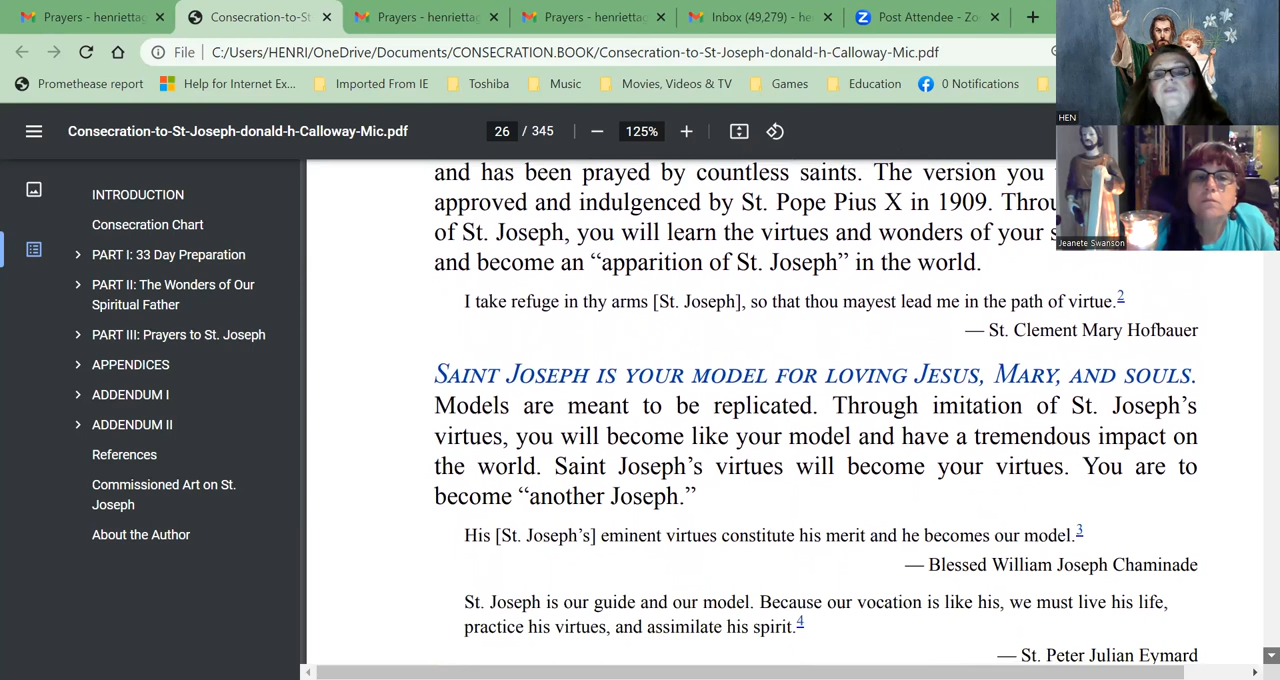 Prayers - henriettag
Consecration-to-St
Prayers - henriettag
Prayers - henriettag
Inbox (49,279) - he
Post Attendee - Zo
File C:/Users/HENRI/OneDrive/Documents/CONSECRATION.BOOK/Consecration-to-St-Joseph-donald-h-Calloway-Mic.pdf
Promethease report
Help for Internet Ex...
Imported From IE
Toshiba
Music
Movies, Videos & TV
Games
Education
0 Notifications
HEN
Jeanete Swanson
Consecration-to-St-Joseph-donald-h-Calloway-Mic.pdf
26 / 345
125%
INTRODUCTION
Consecration Chart
PART I: 33 Day Preparation
PART II: The Wonders of Our
Spiritual Father
PART III: Prayers to St. Joseph
APPENDICES
ADDENDUM I
ADDENDUM II
References
Commissioned Art on St.
Joseph
About the Author
and has been prayed by countless saints. The version you
approved and indulgenced by St. Pope Pius X in 1909. Throu
of St. Joseph, you will learn the virtues and wonders of your s
and become an “apparition of St. Joseph” in the world.
I take refuge in thy arms [St. Joseph], so that thou mayest lead me in the path of virtue.2
— St. Clement Mary Hofbauer
SAINT JOSEPH IS YOUR MODEL FOR LOVING JESUS, MARY, AND SOULS.
Models are meant to be replicated. Through imitation of St. Joseph’s
virtues, you will become like your model and have a tremendous impact on
the world. Saint Joseph’s virtues will become your virtues. You are to
become “another Joseph.”
His [St. Joseph’s] eminent virtues constitute his merit and he becomes our model.3
— Blessed William Joseph Chaminade
St. Joseph is our guide and our model. Because our vocation is like his, we must live his life,
practice his virtues, and assimilate his spirit.4
— St. Peter Julian Eymard